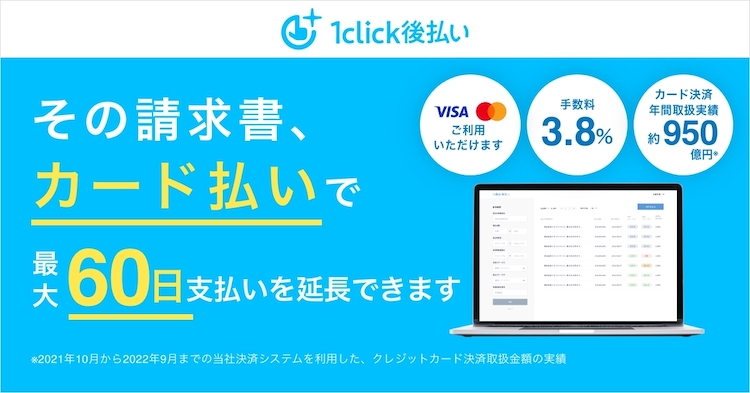 1click後払い
その請求書、
カード払いで
最大60日支払いを延長できます
VISA
ご利用
いただけます
手数料
3.8%
カード決済
年間取扱実績
約950
億円※
※2021年10月から2022年9月までの当社決済システムを利用した、クレジットカード決済取扱金額の実績